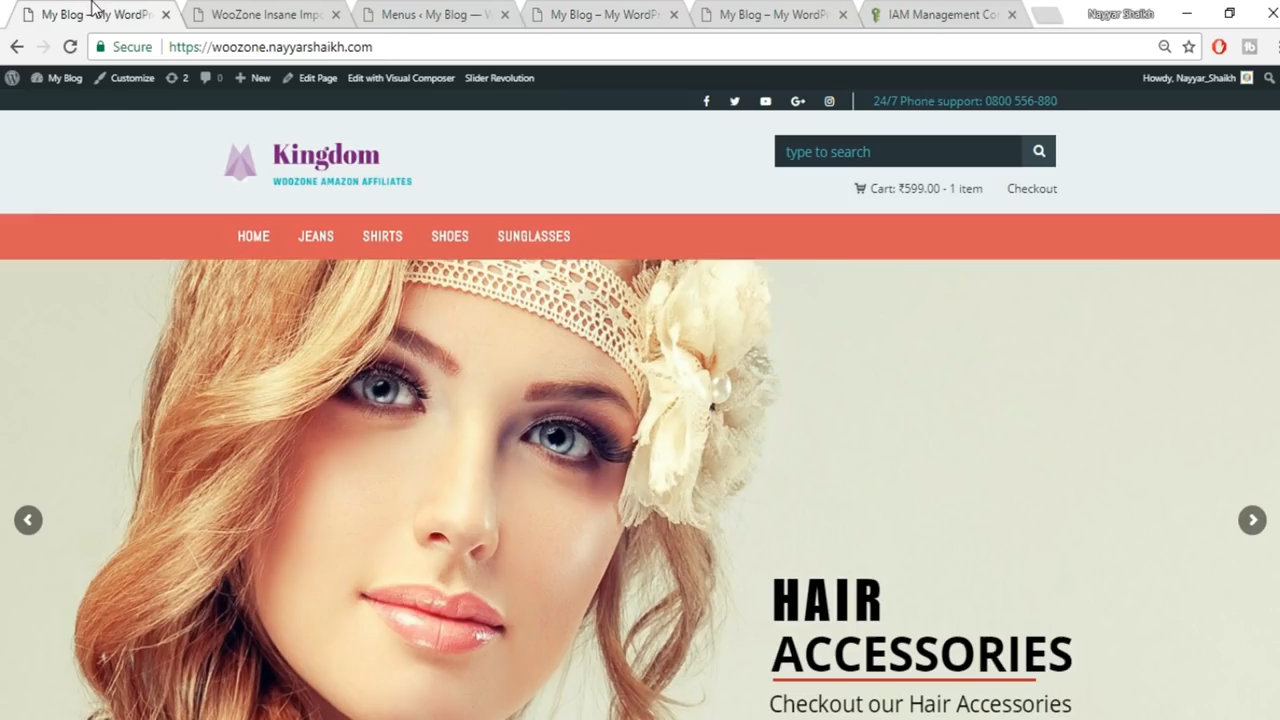 My Blog – My WordPr
WooZone Insane Impo
Menus ‹ My Blog — W
My Blog – My WordPr
My Blog – My WordPr
IAM Management Co
Nayyar Shaikh
Secure
https://woozone.nayyarshaikh.com
My Blog
Customize
2
0
New
Edit Page
Edit with Visual Composer
Slider Revolution
Howdy, Nayyar_Shaikh
24/7 Phone support: 0800 556-880
Kingdom
WOOZONE AMAZON AFFILIATES
type to search
Cart: ₹599.00 - 1 item
Checkout
HOME
JEANS
SHIRTS
SHOES
SUNGLASSES
HAIR
ACCESSORIES
Checkout our Hair Accessories